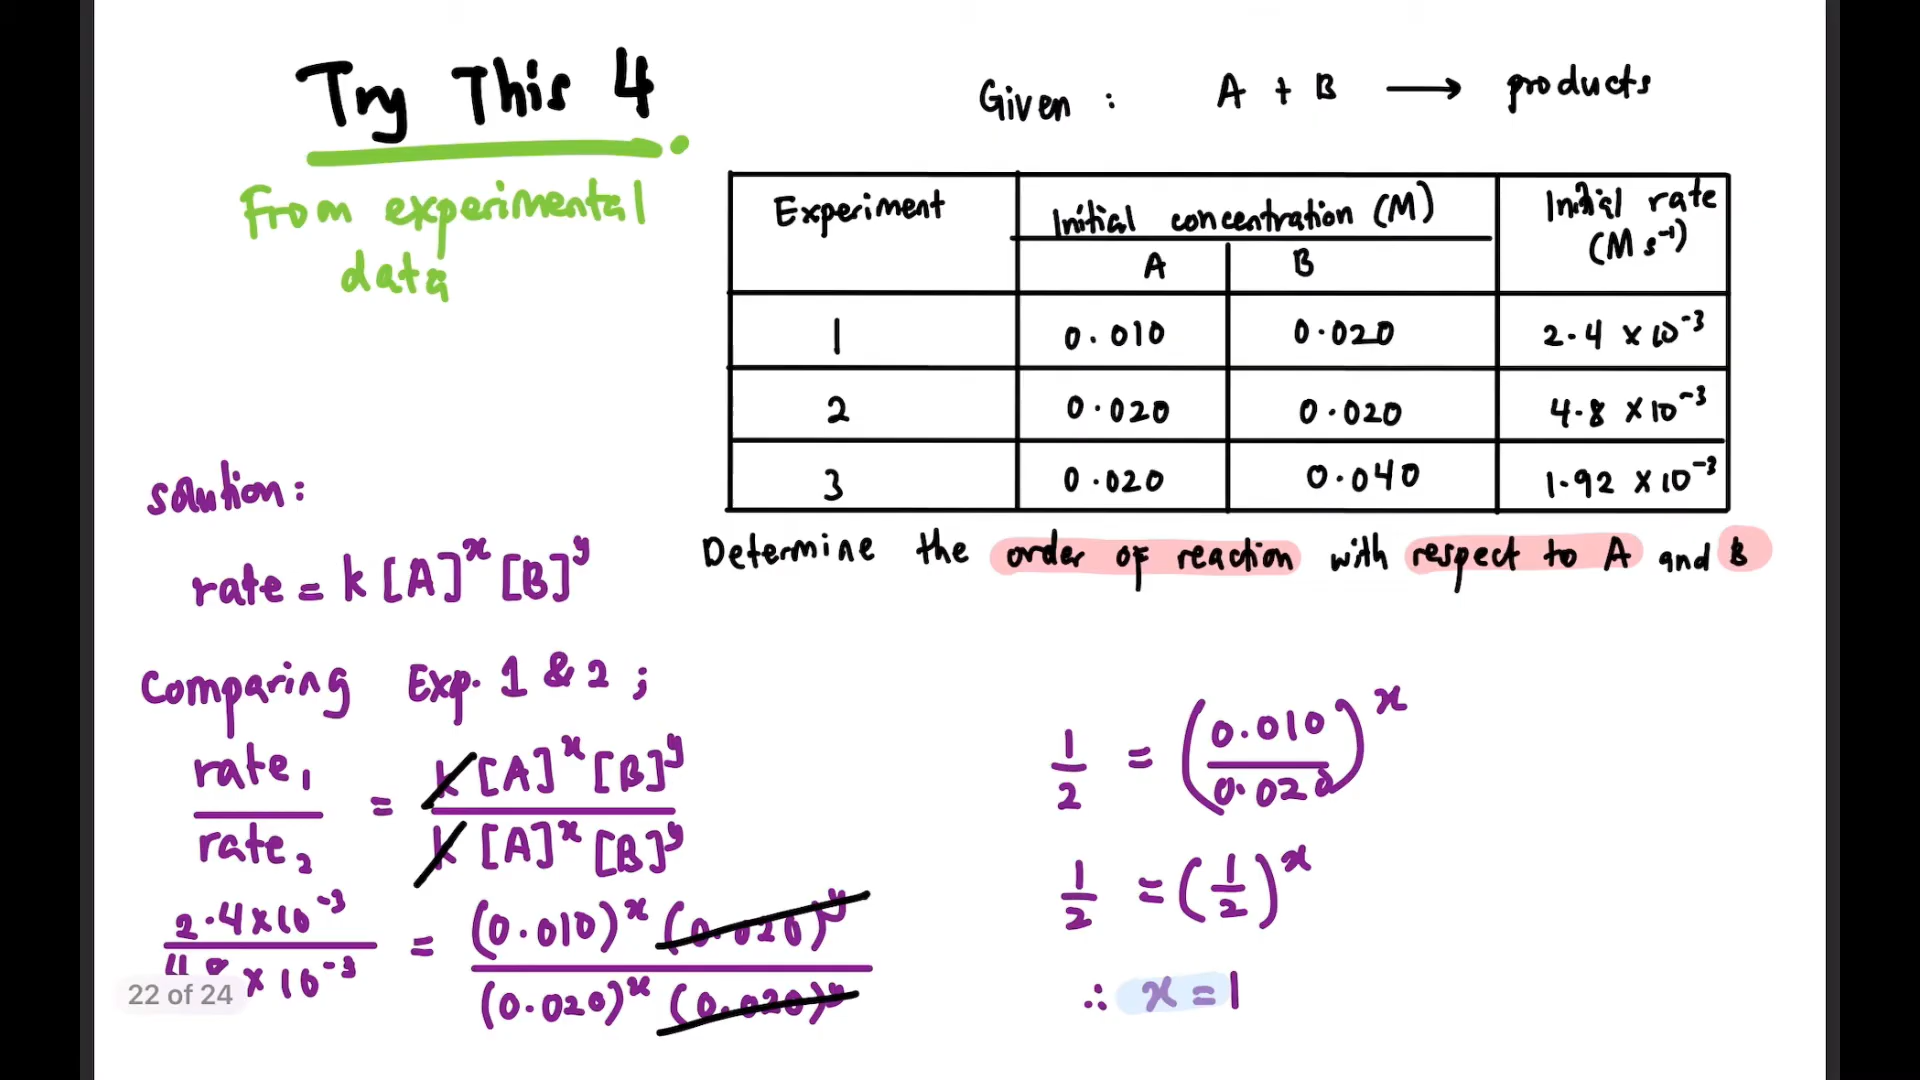 Try This 4.
From experimental
data
Given : A + B → products
Experiment Initial concentration (M) Initial rate (M s⁻¹)
A B
1 0.010 0.020 2.4 × 10⁻³
2 0.020 0.020 4.8 × 10⁻³
3 0.020 0.040 1.92 × 10⁻³
Determine the order of reaction with respect to A and B
solution:
rate = k [A]ˣ [B]ʸ
Comparing Exp. 1 & 2 ;
rate₁ / rate₂ = k [A]ˣ [B]ʸ / k [A]ˣ [B]ʸ
2.4 × 10⁻³ / × 10⁻³ = (0.010)ˣ (0.020)ʸ / (0.020)ˣ (0.020)ʸ
1/2 = (0.010 / 0.020)ˣ
1/2 = (1/2)ˣ
∴ x = 1
22 of 24